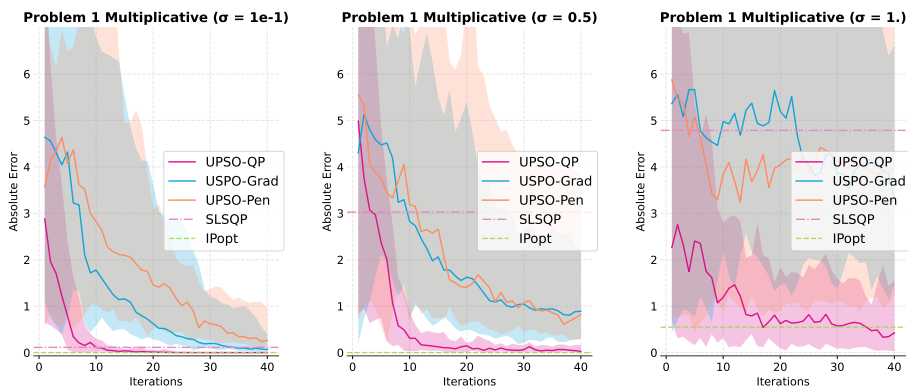 Problem 1 Multiplicative (σ = 1e-1)
Absolute Error
6
5
4
3
2
1
0
0 10 20 30 40
Iterations
UPSO-QP
USPO-Grad
UPSO-Pen
SLSQP
IPopt
Problem 1 Multiplicative (σ = 0.5)
Absolute Error
6
5
4
3
2
1
0
0 10 20 30 40
Iterations
UPSO-QP
USPO-Grad
UPSO-Pen
SLSQP
IPopt
Problem 1 Multiplicative (σ = 1.)
Absolute Error
6
5
4
3
2
1
0
0 10 20 30 40
Iterations
UPSO-QP
USPO-Grad
UPSO-Pen
SLSQP
IPopt